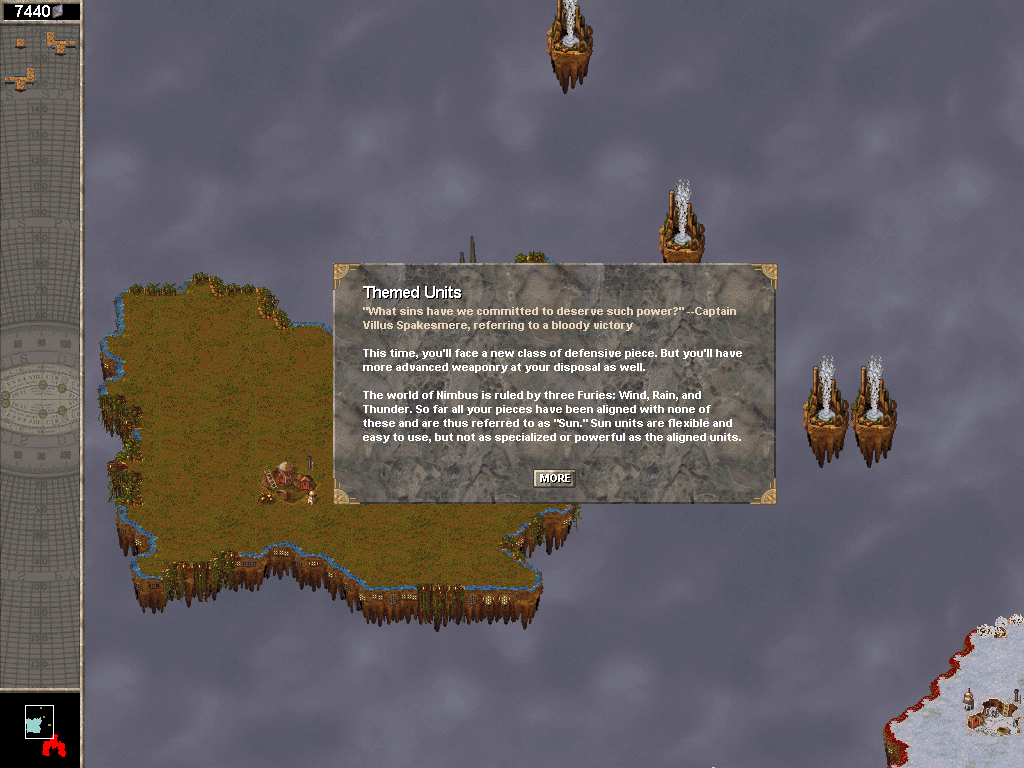 7440
Themed Units
"What sins have we committed to deserve such power?" --Captain
Villus Spakesmere, referring to a bloody victory
This time, you'll face a new class of defensive piece. But you'll have
more advanced weaponry at your disposal as well.
The world of Nimbus is ruled by three Furies: Wind, Rain, and
Thunder. So far all your pieces have been aligned with none of
these and are thus referred to as "Sun." Sun units are flexible and
easy to use, but not as specialized or powerful as the aligned units.
MORE